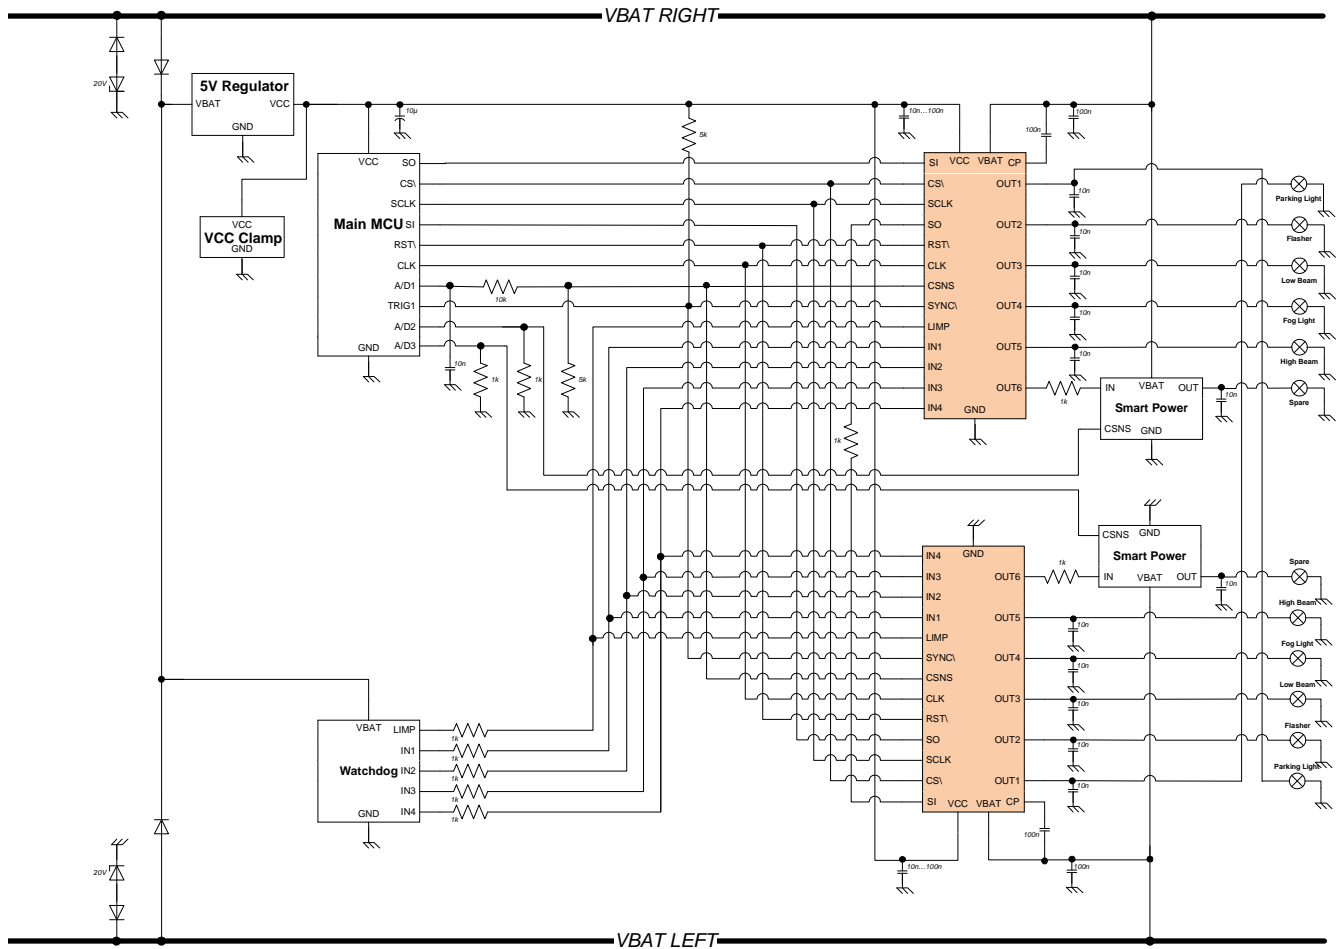 VBAT RIGHT
20V
5V Regulator
VBAT
VCC
GND
10µ
5k
10n...100n
100n
100n
VCC
VCC Clamp
GND
VCC
Main MCU
SO
CS\
SCLK
SI
RST\
CLK
A/D1
TRIG1
A/D2
A/D3
GND
10k
10n
1k
1k
5k
1k
SI
VCC
VBAT
CP
CS\
SCLK
SO
RST\
CLK
CSNS
SYNC\
LIMP
IN1
IN2
IN3
IN4
OUT1
OUT2
OUT3
OUT4
OUT5
OUT6
GND
10n
10n
10n
10n
10n
1k
Parking Light
Flasher
Low Beam
Fog Light
High Beam
Spare
IN
VBAT
OUT
Smart Power
CSNS
GND
10n
CSNS
GND
Smart Power
IN
VBAT
OUT
10n
1k
GND
IN4
IN3
IN2
IN1
LIMP
SYNC\
CSNS
CLK
RST\
SO
SCLK
CS\
SI
VCC
VBAT
CP
OUT6
OUT5
OUT4
OUT3
OUT2
OUT1
10n
10n
10n
10n
10n
Spare
High Beam
Fog Light
Low Beam
Flasher
Parking Light
100n
10n...100n
100n
VBAT
Watchdog
GND
LIMP
IN1
IN2
IN3
IN4
1k
1k
1k
1k
1k
20V
VBAT LEFT